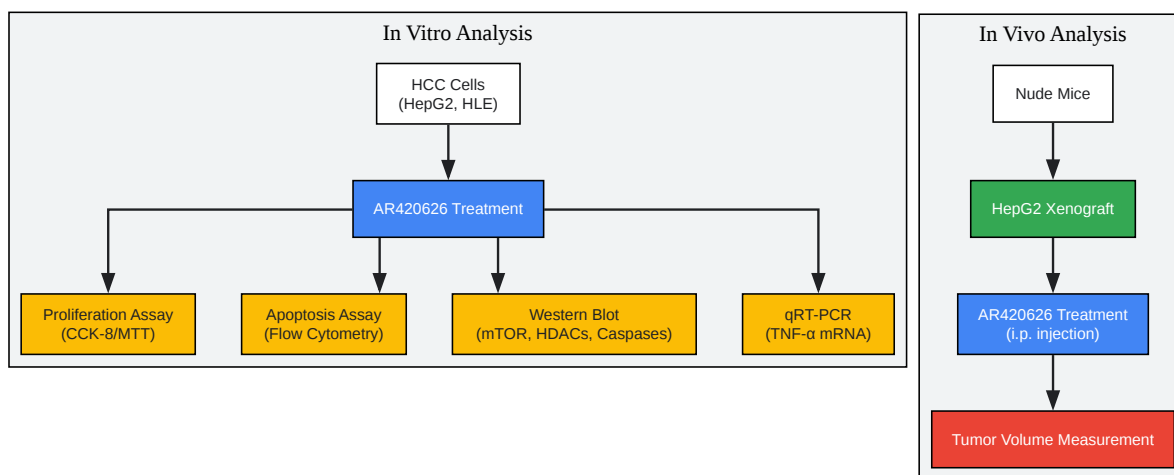 In Vitro Analysis
HCC Cells
(HepG2, HLE)
AR420626 Treatment
Proliferation Assay
(CCK-8/MTT)
Apoptosis Assay
(Flow Cytometry)
Western Blot
(mTOR, HDACs, Caspases)
qRT-PCR
(TNF-α mRNA)
In Vivo Analysis
Nude Mice
HepG2 Xenograft
AR420626 Treatment
(i.p. injection)
Tumor Volume Measurement